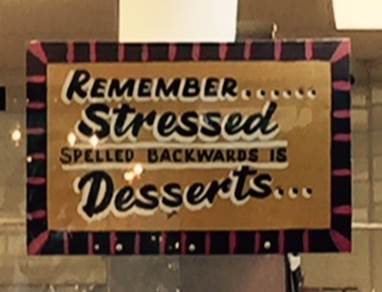 REMEMBER......
Stressed
SPELLED BACKWARDS IS
Desserts...